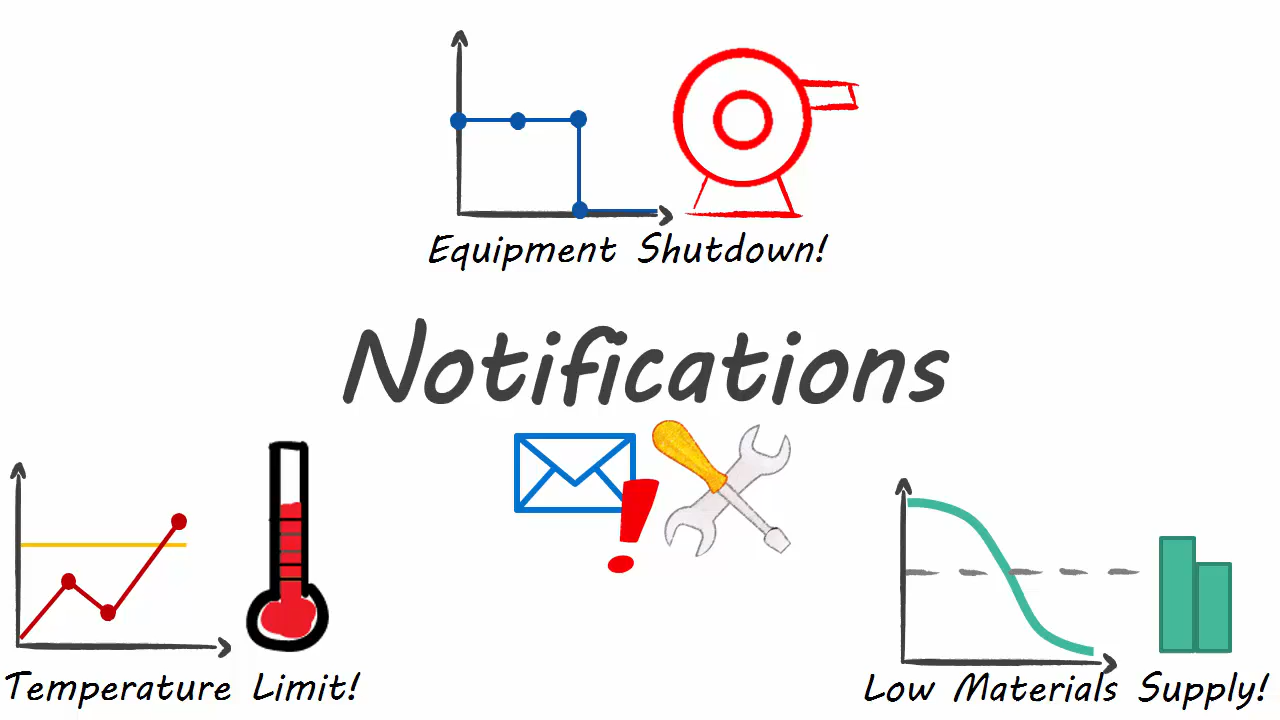 Equipment Shutdown!
Notifications
Temperature Limit!
Low Materials Supply!